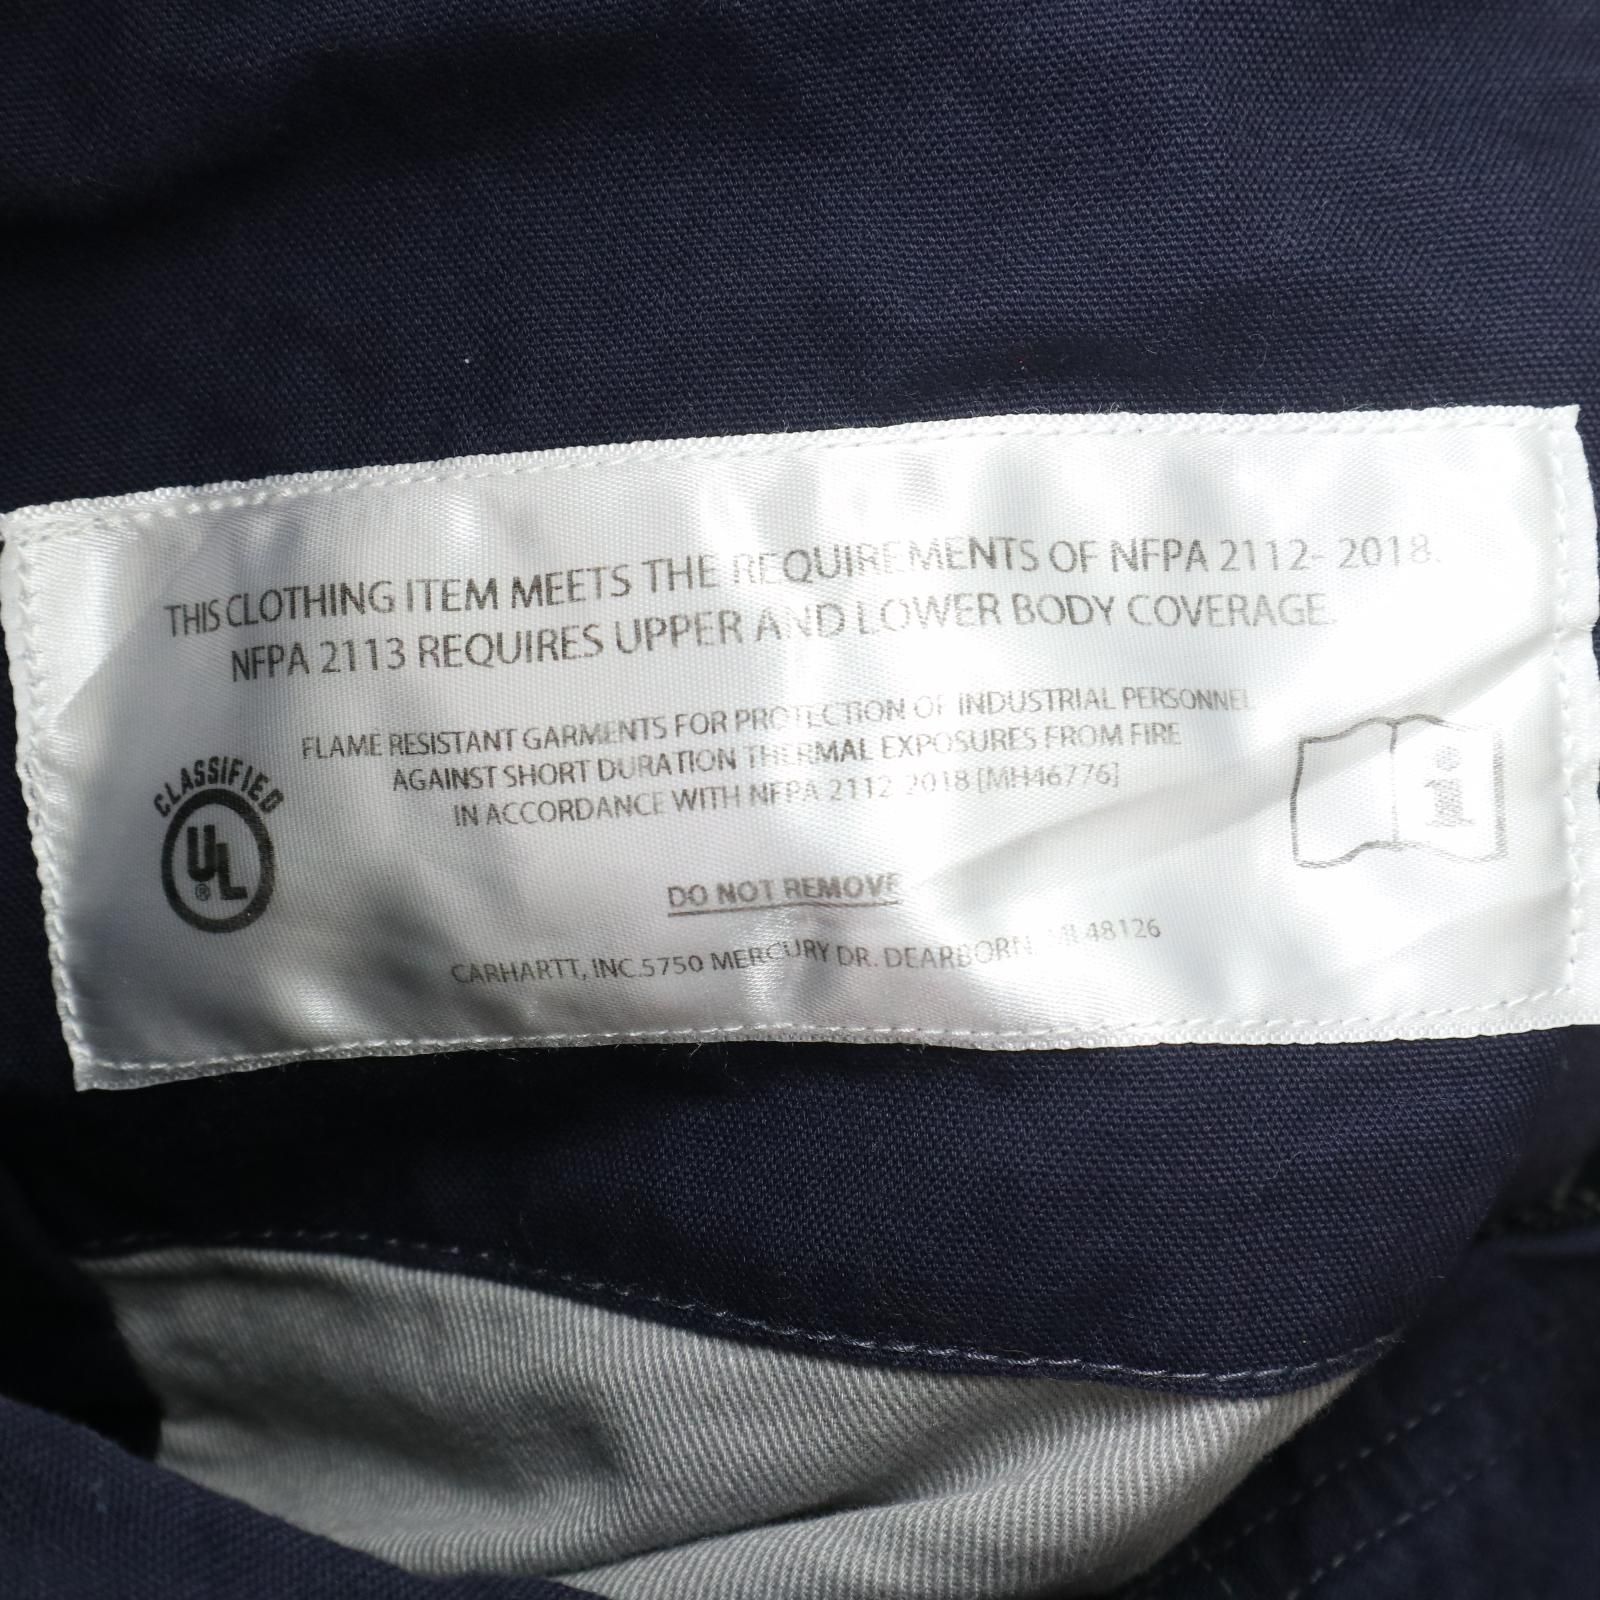 THIS CLOTHING ITEM MEETS THE REQUIREMENTS OF NFPA 2112- 2018.
NFPA 2113 REQUIRES UPPER AND LOWER BODY COVERAGE.
FLAME RESISTANT GARMENTS FOR PROTECTION OF INDUSTRIAL PERSONNEL
AGAINST SHORT DURATION THERMAL EXPOSURES FROM FIRE
IN ACCORDANCE WITH NFPA 2112-2018 [MH46776]
CLASSIFIED
UL
®
i
DO NOT REMOVE
CARHARTT, INC.5750 MERCURY DR. DEARBORN, MI 48126